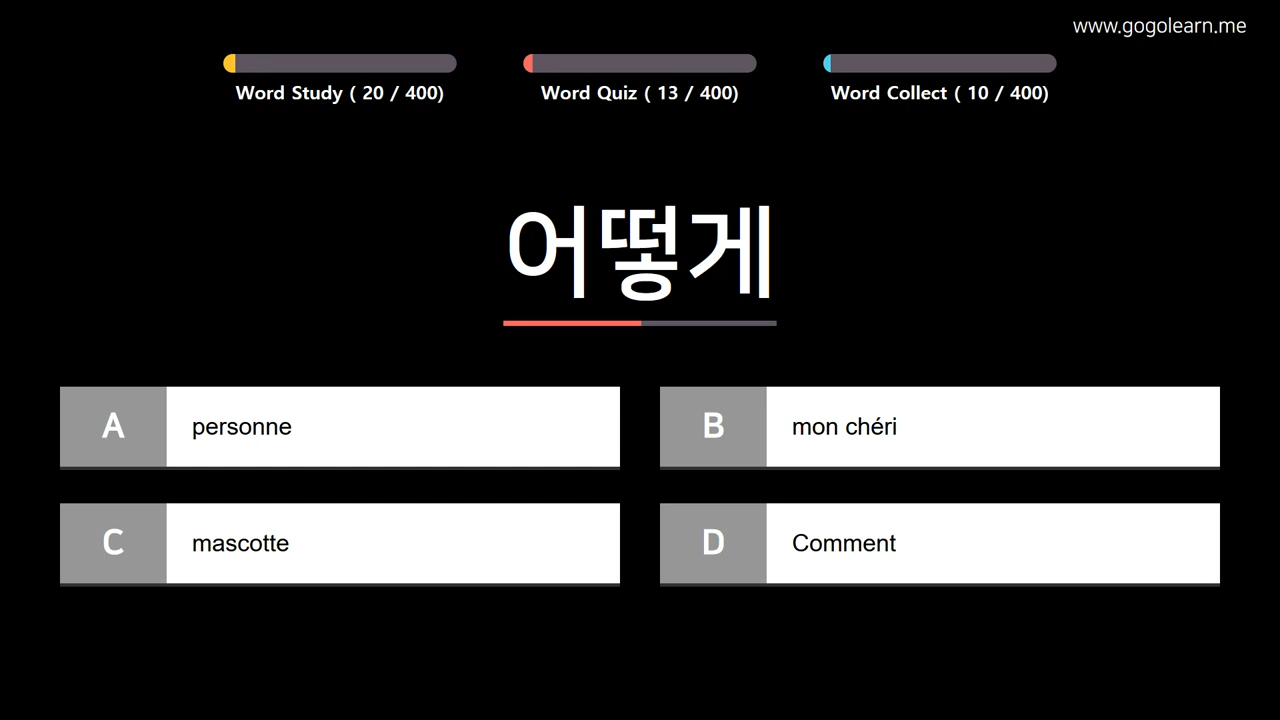 www.gogolearn.me
Word Study ( 20 / 400)
Word Quiz ( 13 / 400)
Word Collect ( 10 / 400)
어떻게
A personne
B mon chéri
C mascotte
D Comment